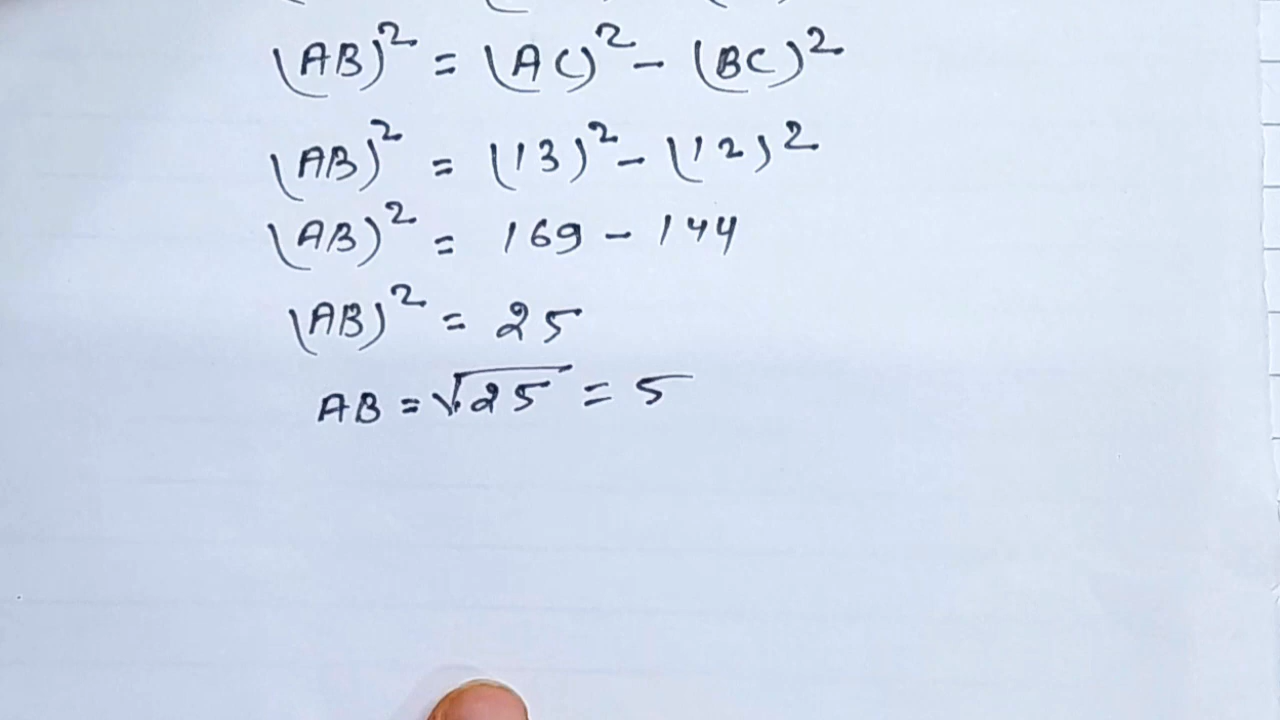 (AB)² = (AC)² - (BC)²
(AB)² = (13)² - (12)²
(AB)² = 169 - 144
(AB)² = 25
AB = √25 = 5